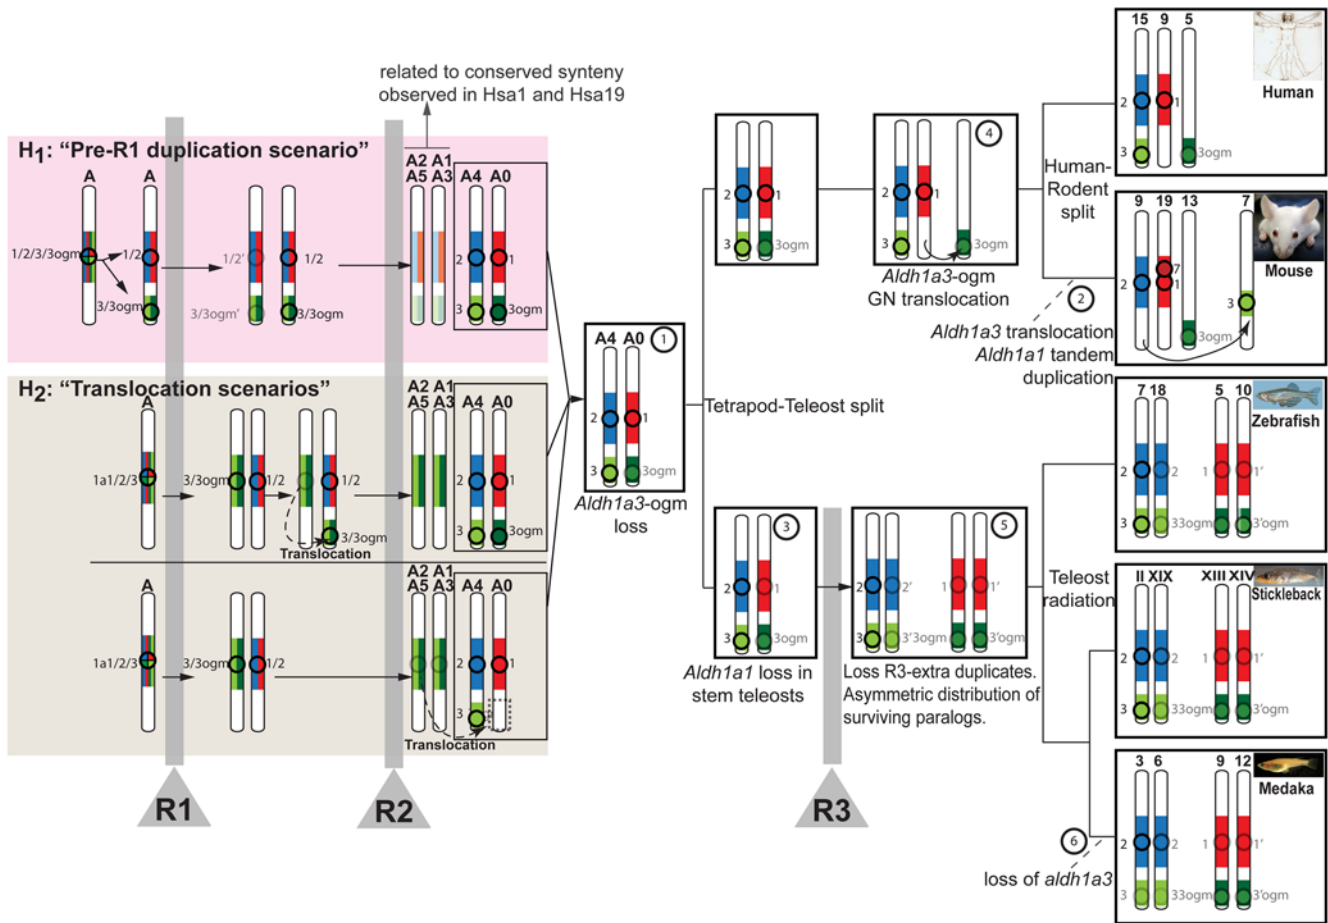 related to conserved synteny
observed in Hsa1 and Hsa19
H1: “Pre-R1 duplication scenario”
A
A
A2
A5
A1
A3
A4
A0
1/2/3/3ogm
1/2
3/3ogm
1/2'
3/3ogm'
1/2
3/3ogm
2
1
3
3ogm
H2: “Translocation scenarios”
A
A2
A5
A1
A3
A4
A0
1a1/2/3
3/3ogm
1/2
1/2
3/3ogm
Translocation
2
1
3
3ogm
A
A2
A5
A1
A3
A4
A0
1a1/2/3
3/3ogm
1/2
2
1
3
Translocation
R1
R2
A4 A0
1
2
1
3
3ogm
Aldh1a3-ogm
loss
Tetrapod-Teleost split
2
1
3
3ogm
4
2
1
3
3ogm
Aldh1a3-ogm
GN translocation
Human-
Rodent
split
2
Aldh1a3 translocation
Aldh1a1 tandem
duplication
3
2
1
3
3ogm
Aldh1a1 loss in
stem teleosts
R3
5
2
2'
1
1'
3
3'3ogm
3'ogm
Loss R3-extra duplicates.
Asymmetric distribution of
surviving paralogs.
Teleost
radiation
6
loss of aldh1a3
15 9 5
Human
2
1
3
3ogm
9 19 13 7
Mouse
2
7
1
3
3ogm
7 18 5 10
Zebrafish
2
2
1
1'
3
33ogm
3'ogm
II XIX XIII XIV
Stickleback
2
2
1
1'
3
33ogm
3'ogm
3 6 9 12
Medaka
2
2
1
1'
3
33ogm
3'ogm